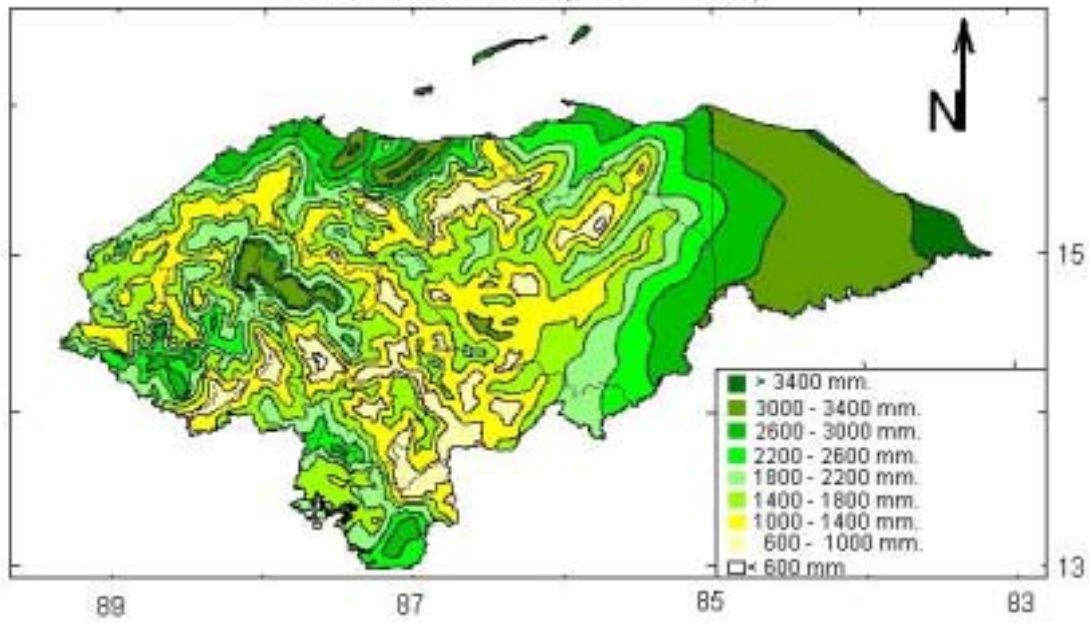 N
15
> 3400 mm.
3000 - 3400 mm.
2600 - 3000 mm.
2200 - 2600 mm.
1800 - 2200 mm.
1400 - 1800 mm.
1000 - 1400 mm.
600 - 1000 mm.
< 600 mm
13
89 87 85 83